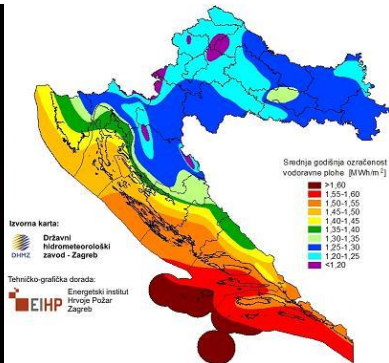 Srednja godišnja ozračenost
vodoravne plohe [MWh/m²]
>1,60
1,55-1,60
1,50-1,55
1,45-1,50
1,40-1,45
1,35-1,40
1,30-1,35
1,25-1,30
1,20-1,25
<1,20
Izvorna karta:
DHMZ
Državni
hidrometeorološki
zavod - Zagreb
Tehničko-grafička dorada:
EIHP
Energetski institut
Hrvoje Požar
Zagreb